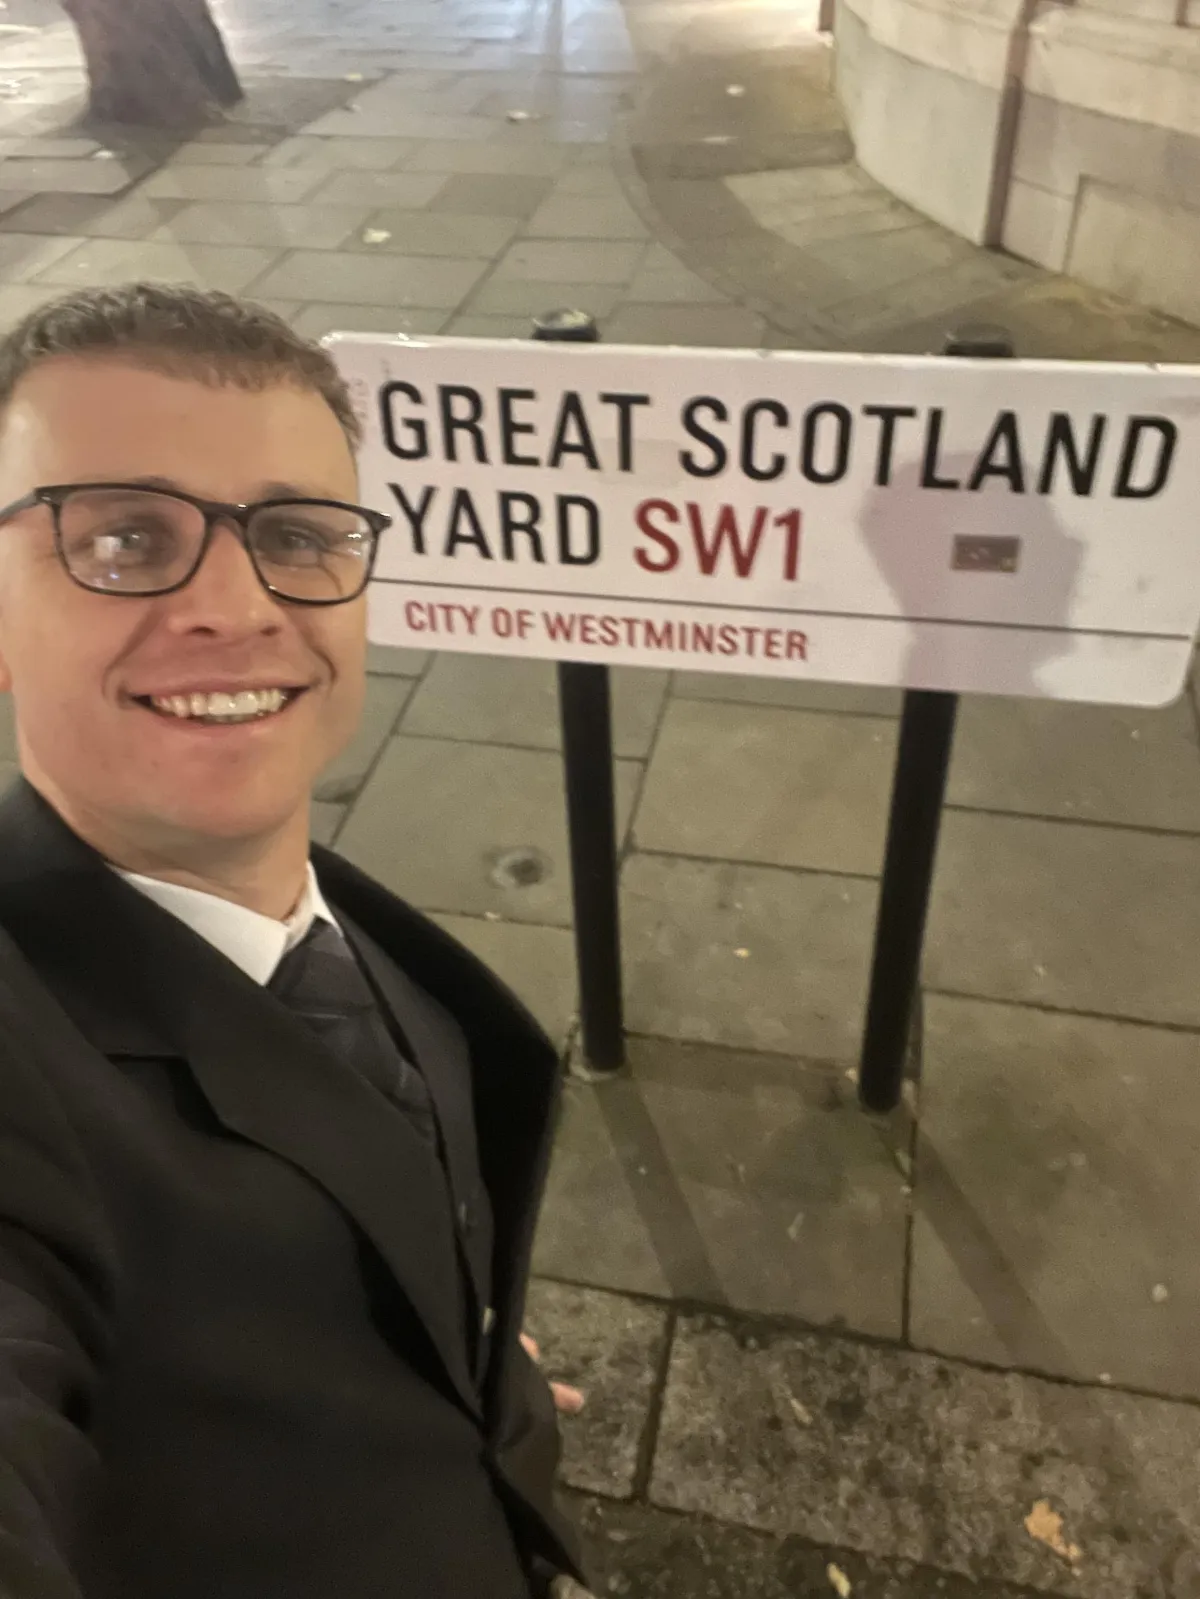 GREAT SCOTLAND
YARD SW1
CITY OF WESTMINSTER